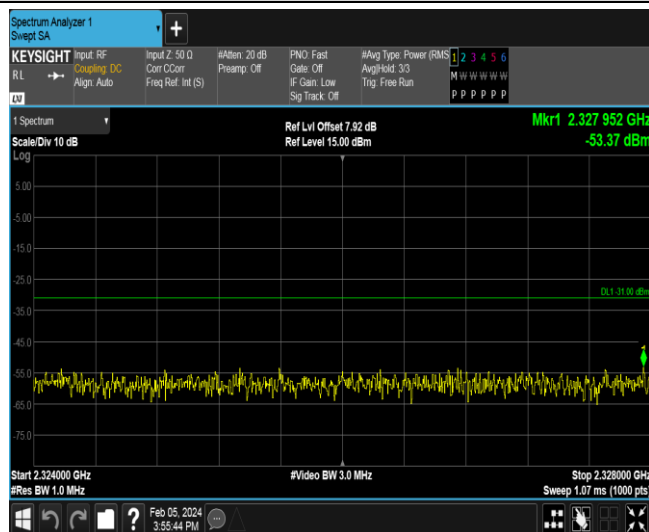 Spectrum Analyzer 1
Swept SA
+
KEYSIGHT
RL
LXI
Input: RF
Coupling: DC
Align: Auto
Input Z: 50 Ω
Corr CCorr
Freq Ref: Int (S)
#Atten: 20 dB
Preamp: Off
PNO: Fast
Gate: Off
IF Gain: Low
Sig Track: Off
#Avg Type: Power (RMS
Avg|Hold: 3/3
Trig: Free Run
1 2 3 4 5 6
M W W W W W
P P P P P P
1 Spectrum
Scale/Div 10 dB
Ref Lvl Offset 7.92 dB
Ref Level 15.00 dBm
Mkr1 2.327 952 GHz
-53.37 dBm
Log
5.00
-5.00
-15.0
-25.0
DL1 -31.00 dBm
-35.0
-45.0
1
-55.0
-65.0
-75.0
Start 2.324000 GHz
#Res BW 1.0 MHz
#Video BW 3.0 MHz
Stop 2.328000 GHz
Sweep 1.07 ms (1000 pts)
?
Feb 05, 2024
3:55:44 PM